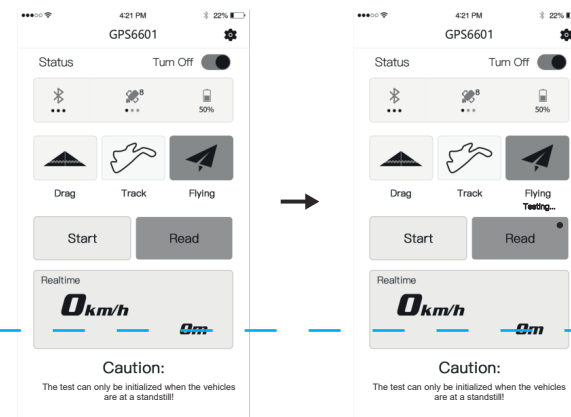 4:21 PM
22%
GPS6601
Status
Turn Off
8
50%
Drag
Track
Flying
Start
Read
Realtime
0km/h
0m
Caution:
The test can only be initialized when the vehicles
are at a standstill!
4:21 PM
22%
GPS6601
Status
Turn Off
8
50%
Drag
Track
Flying
Testing...
Start
Read
Realtime
0km/h
0m
Caution:
The test can only be initialized when the vehicles
are at a standstill!